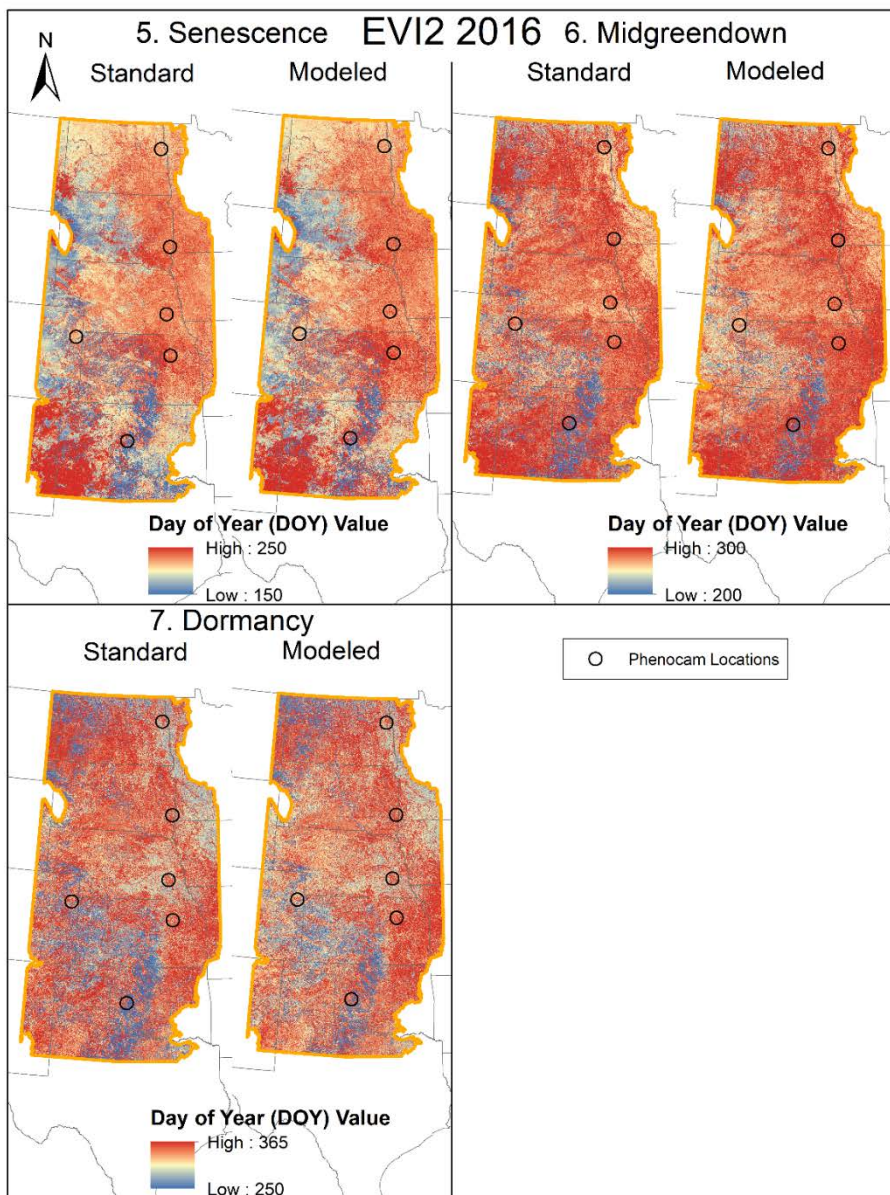 5. Senescence EVI2 2016 6. Midgreendown
N
Standard Modeled Standard Modeled
Day of Year (DOY) Value
High : 250
Low : 150
Day of Year (DOY) Value
High : 300
Low : 200
7. Dormancy
Standard Modeled
Phenocam Locations
Day of Year (DOY) Value
High : 365
Low : 250